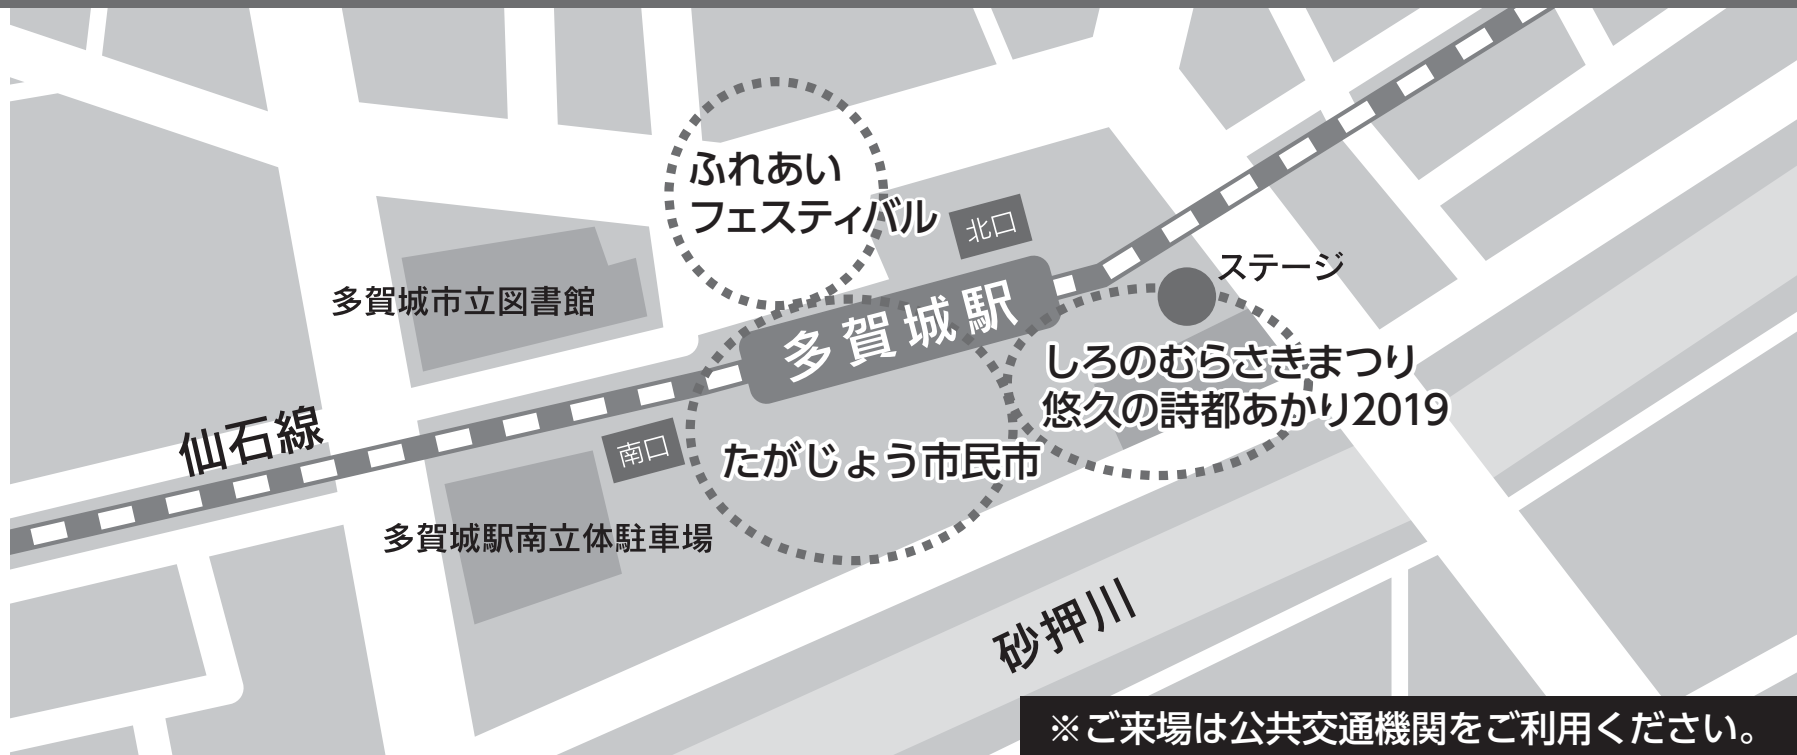 ふれあい
フェスティバル
北口
ステージ
多賀城市立図書館
多賀城駅
しろのむらさきまつり
悠久の詩都あかり2019
仙石線
南口
たがじょう市民市
多賀城駅南立体駐車場
砂押川
※ご来場は公共交通機関をご利用ください。